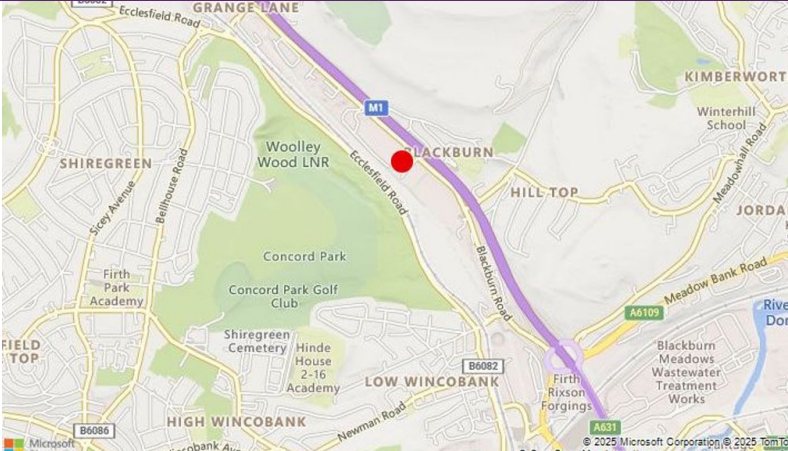 B6082
GRANGE LANE
Ecclesfield Road
KIMBERWORT
M1
Winterhill
School
Woolley
Wood LNR
BLACKBURN
SHIREGREEN
Ecclesfield Road
Bellhouse Road
Meadowhall Road
HILL TOP
Sicey Avenue
JORDA
Concord Park
Blackburn Road
Meadow Bank Road
Firth
Park
Academy
Concord Park Golf
Club
Rive
Don
A6109
FIELD
TOP
Shiregreen
Cemetery
Hinde
House
2-16
Academy
Blackburn
Meadows
Wastewater
Treatment
Works
B6082
LOW WINCOBANK
Firth
Rixson
Forgings
HIGH WINCOBANK
Newman Road
B6086
A631
Microsoft
© 2025 Microsoft Corporation © 2025 TomTo